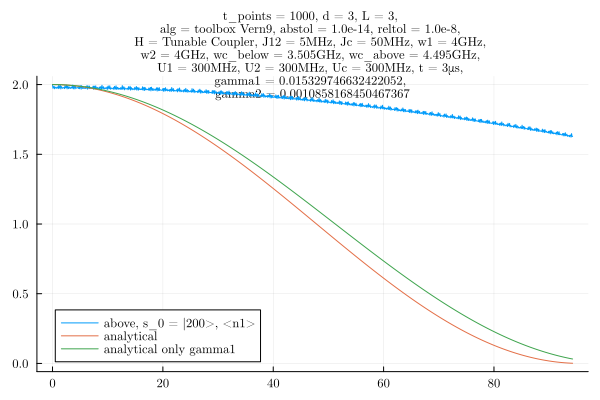 t_points = 1000, d = 3, L = 3,
alg = toolbox Vern9, abstol = 1.0e-14, reltol = 1.0e-8,
H = Tunable Coupler, J12 = 5MHz, Jc = 50MHz, w1 = 4GHz,
w2 = 4GHz, wc_below = 3.505GHz, wc_above = 4.495GHz,
U1 = 300MHz, U2 = 300MHz, Uc = 300MHz, t = 3μs,
gamma1 = 0.015329746632422052,
gamma2 = 0.0010858168450467367
2.0
1.5
1.0
0.5
0.0
above, s_0 = |200>, <n1>
analytical
analytical only gamma1
0 20 40 60 80